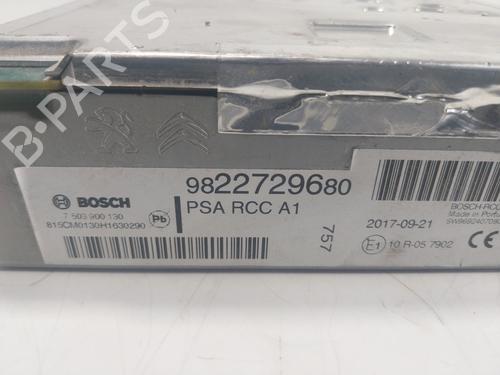 B-PARTS
BOSCH
7 503 900 130
815CM0130H1630290
Pb
9822729680
PSA RCC A1
757
2017-09-21
E1 10 R-05 7902
BOSCH-RCC
Made in Port
CE